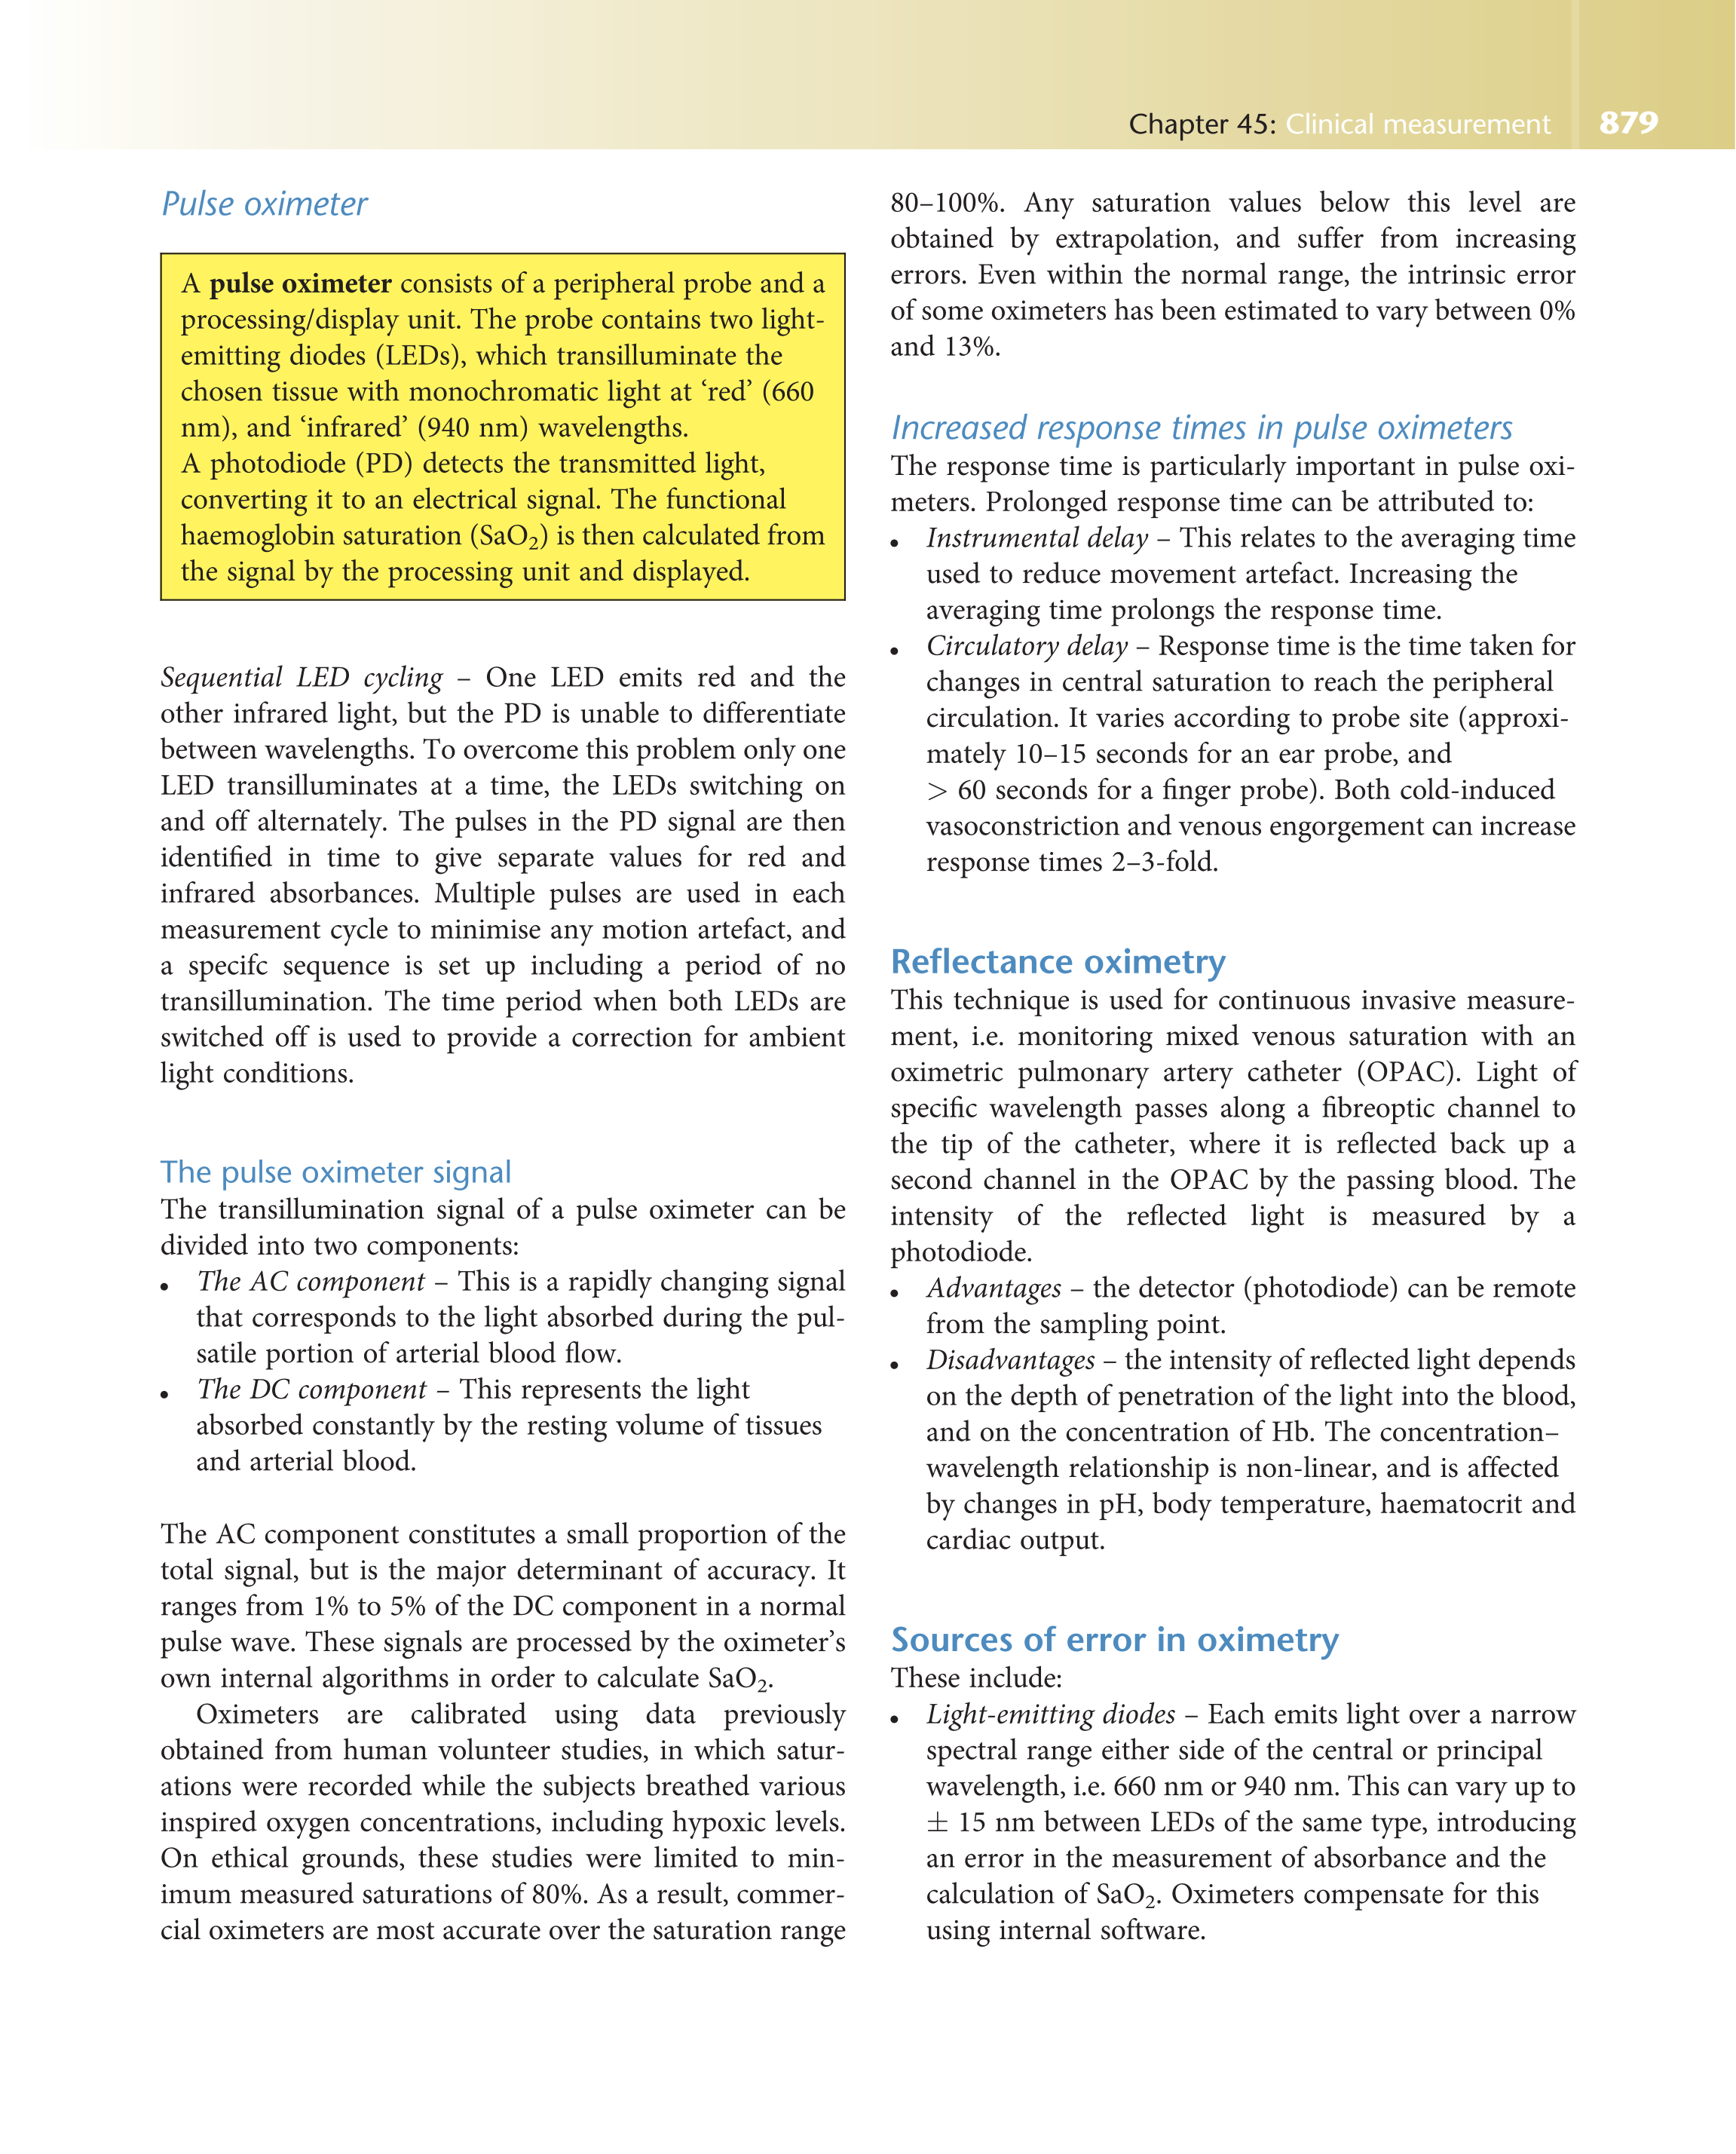 Chapter 45: Clinical measurement 879
Pulse oximeter
A pulse oximeter consists of a peripheral probe and a
processing/display unit. The probe contains two light-
emitting diodes (LEDs), which transilluminate the
chosen tissue with monochromatic light at ‘red’ (660
nm), and ‘infrared’ (940 nm) wavelengths.
A photodiode (PD) detects the transmitted light,
converting it to an electrical signal. The functional
haemoglobin saturation (SaO₂) is then calculated from
the signal by the processing unit and displayed.
Sequential LED cycling – One LED emits red and the
other infrared light, but the PD is unable to differentiate
between wavelengths. To overcome this problem only one
LED transilluminates at a time, the LEDs switching on
and off alternately. The pulses in the PD signal are then
identified in time to give separate values for red and
infrared absorbances. Multiple pulses are used in each
measurement cycle to minimise any motion artefact, and
a specifc sequence is set up including a period of no
transillumination. The time period when both LEDs are
switched off is used to provide a correction for ambient
light conditions.
The pulse oximeter signal
The transillumination signal of a pulse oximeter can be
divided into two components:
• The AC component – This is a rapidly changing signal
that corresponds to the light absorbed during the pul-
satile portion of arterial blood flow.
• The DC component – This represents the light
absorbed constantly by the resting volume of tissues
and arterial blood.
The AC component constitutes a small proportion of the
total signal, but is the major determinant of accuracy. It
ranges from 1% to 5% of the DC component in a normal
pulse wave. These signals are processed by the oximeter’s
own internal algorithms in order to calculate SaO₂.
Oximeters are calibrated using data previously
obtained from human volunteer studies, in which satur-
ations were recorded while the subjects breathed various
inspired oxygen concentrations, including hypoxic levels.
On ethical grounds, these studies were limited to min-
imum measured saturations of 80%. As a result, commer-
cial oximeters are most accurate over the saturation range
80–100%. Any saturation values below this level are
obtained by extrapolation, and suffer from increasing
errors. Even within the normal range, the intrinsic error
of some oximeters has been estimated to vary between 0%
and 13%.
Increased response times in pulse oximeters
The response time is particularly important in pulse oxi-
meters. Prolonged response time can be attributed to:
• Instrumental delay – This relates to the averaging time
used to reduce movement artefact. Increasing the
averaging time prolongs the response time.
• Circulatory delay – Response time is the time taken for
changes in central saturation to reach the peripheral
circulation. It varies according to probe site (approxi-
mately 10–15 seconds for an ear probe, and
> 60 seconds for a finger probe). Both cold-induced
vasoconstriction and venous engorgement can increase
response times 2–3-fold.
Reflectance oximetry
This technique is used for continuous invasive measure-
ment, i.e. monitoring mixed venous saturation with an
oximetric pulmonary artery catheter (OPAC). Light of
specific wavelength passes along a fibreoptic channel to
the tip of the catheter, where it is reflected back up a
second channel in the OPAC by the passing blood. The
intensity of the reflected light is measured by a
photodiode.
• Advantages – the detector (photodiode) can be remote
from the sampling point.
• Disadvantages – the intensity of reflected light depends
on the depth of penetration of the light into the blood,
and on the concentration of Hb. The concentration–
wavelength relationship is non-linear, and is affected
by changes in pH, body temperature, haematocrit and
cardiac output.
Sources of error in oximetry
These include:
• Light-emitting diodes – Each emits light over a narrow
spectral range either side of the central or principal
wavelength, i.e. 660 nm or 940 nm. This can vary up to
± 15 nm between LEDs of the same type, introducing
an error in the measurement of absorbance and the
calculation of SaO₂. Oximeters compensate for this
using internal software.